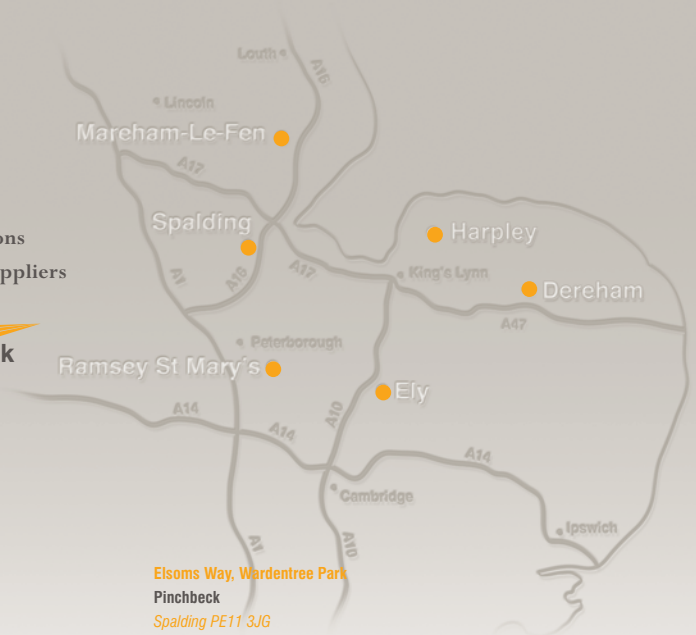 Louth
A16
Lincoln
Mareham-Le-Fen
A17
Spalding
Harpley
ons
A1
A16
A17
King's Lynn
ppliers
Dereham
A47
Peterborough
k
Ramsey St Mary's
Ely
A14
A10
A14
A14
Cambridge
Ipswich
A1
A10
Elsoms Way, Wardentree Park
Pinchbeck
Spalding PE11 3JG